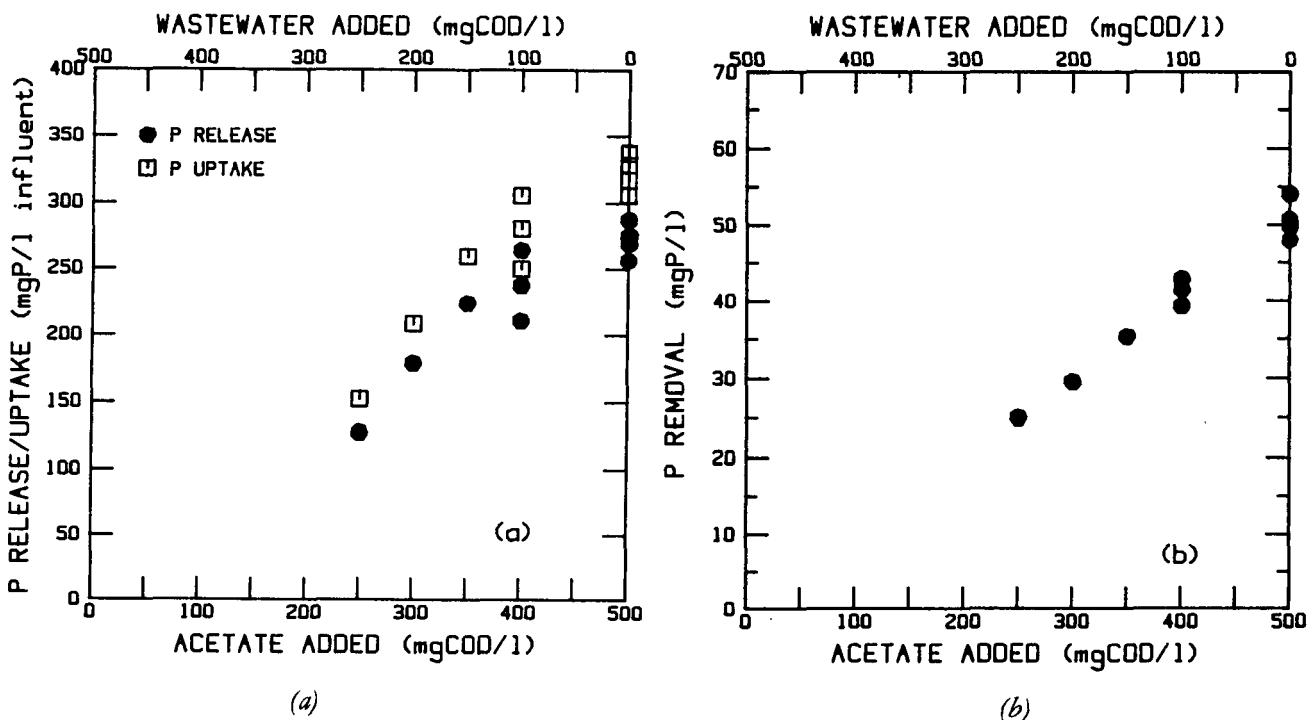 WASTEWATER ADDED (mgCOD/l)
500 400 300 200 100 0
400
350
300
250
200
150
100
50
0
P RELEASE/UPTAKE (mgP/l influent)
P RELEASE
P UPTAKE
(a)
0 100 200 300 400 500
ACETATE ADDED (mgCOD/l)
(a)
WASTEWATER ADDED (mgCOD/l)
500 400 300 200 100 0
70
60
50
40
30
20
10
0
P REMOVAL (mgP/l)
(b)
0 100 200 300 400 500
ACETATE ADDED (mgCOD/l)
(b)